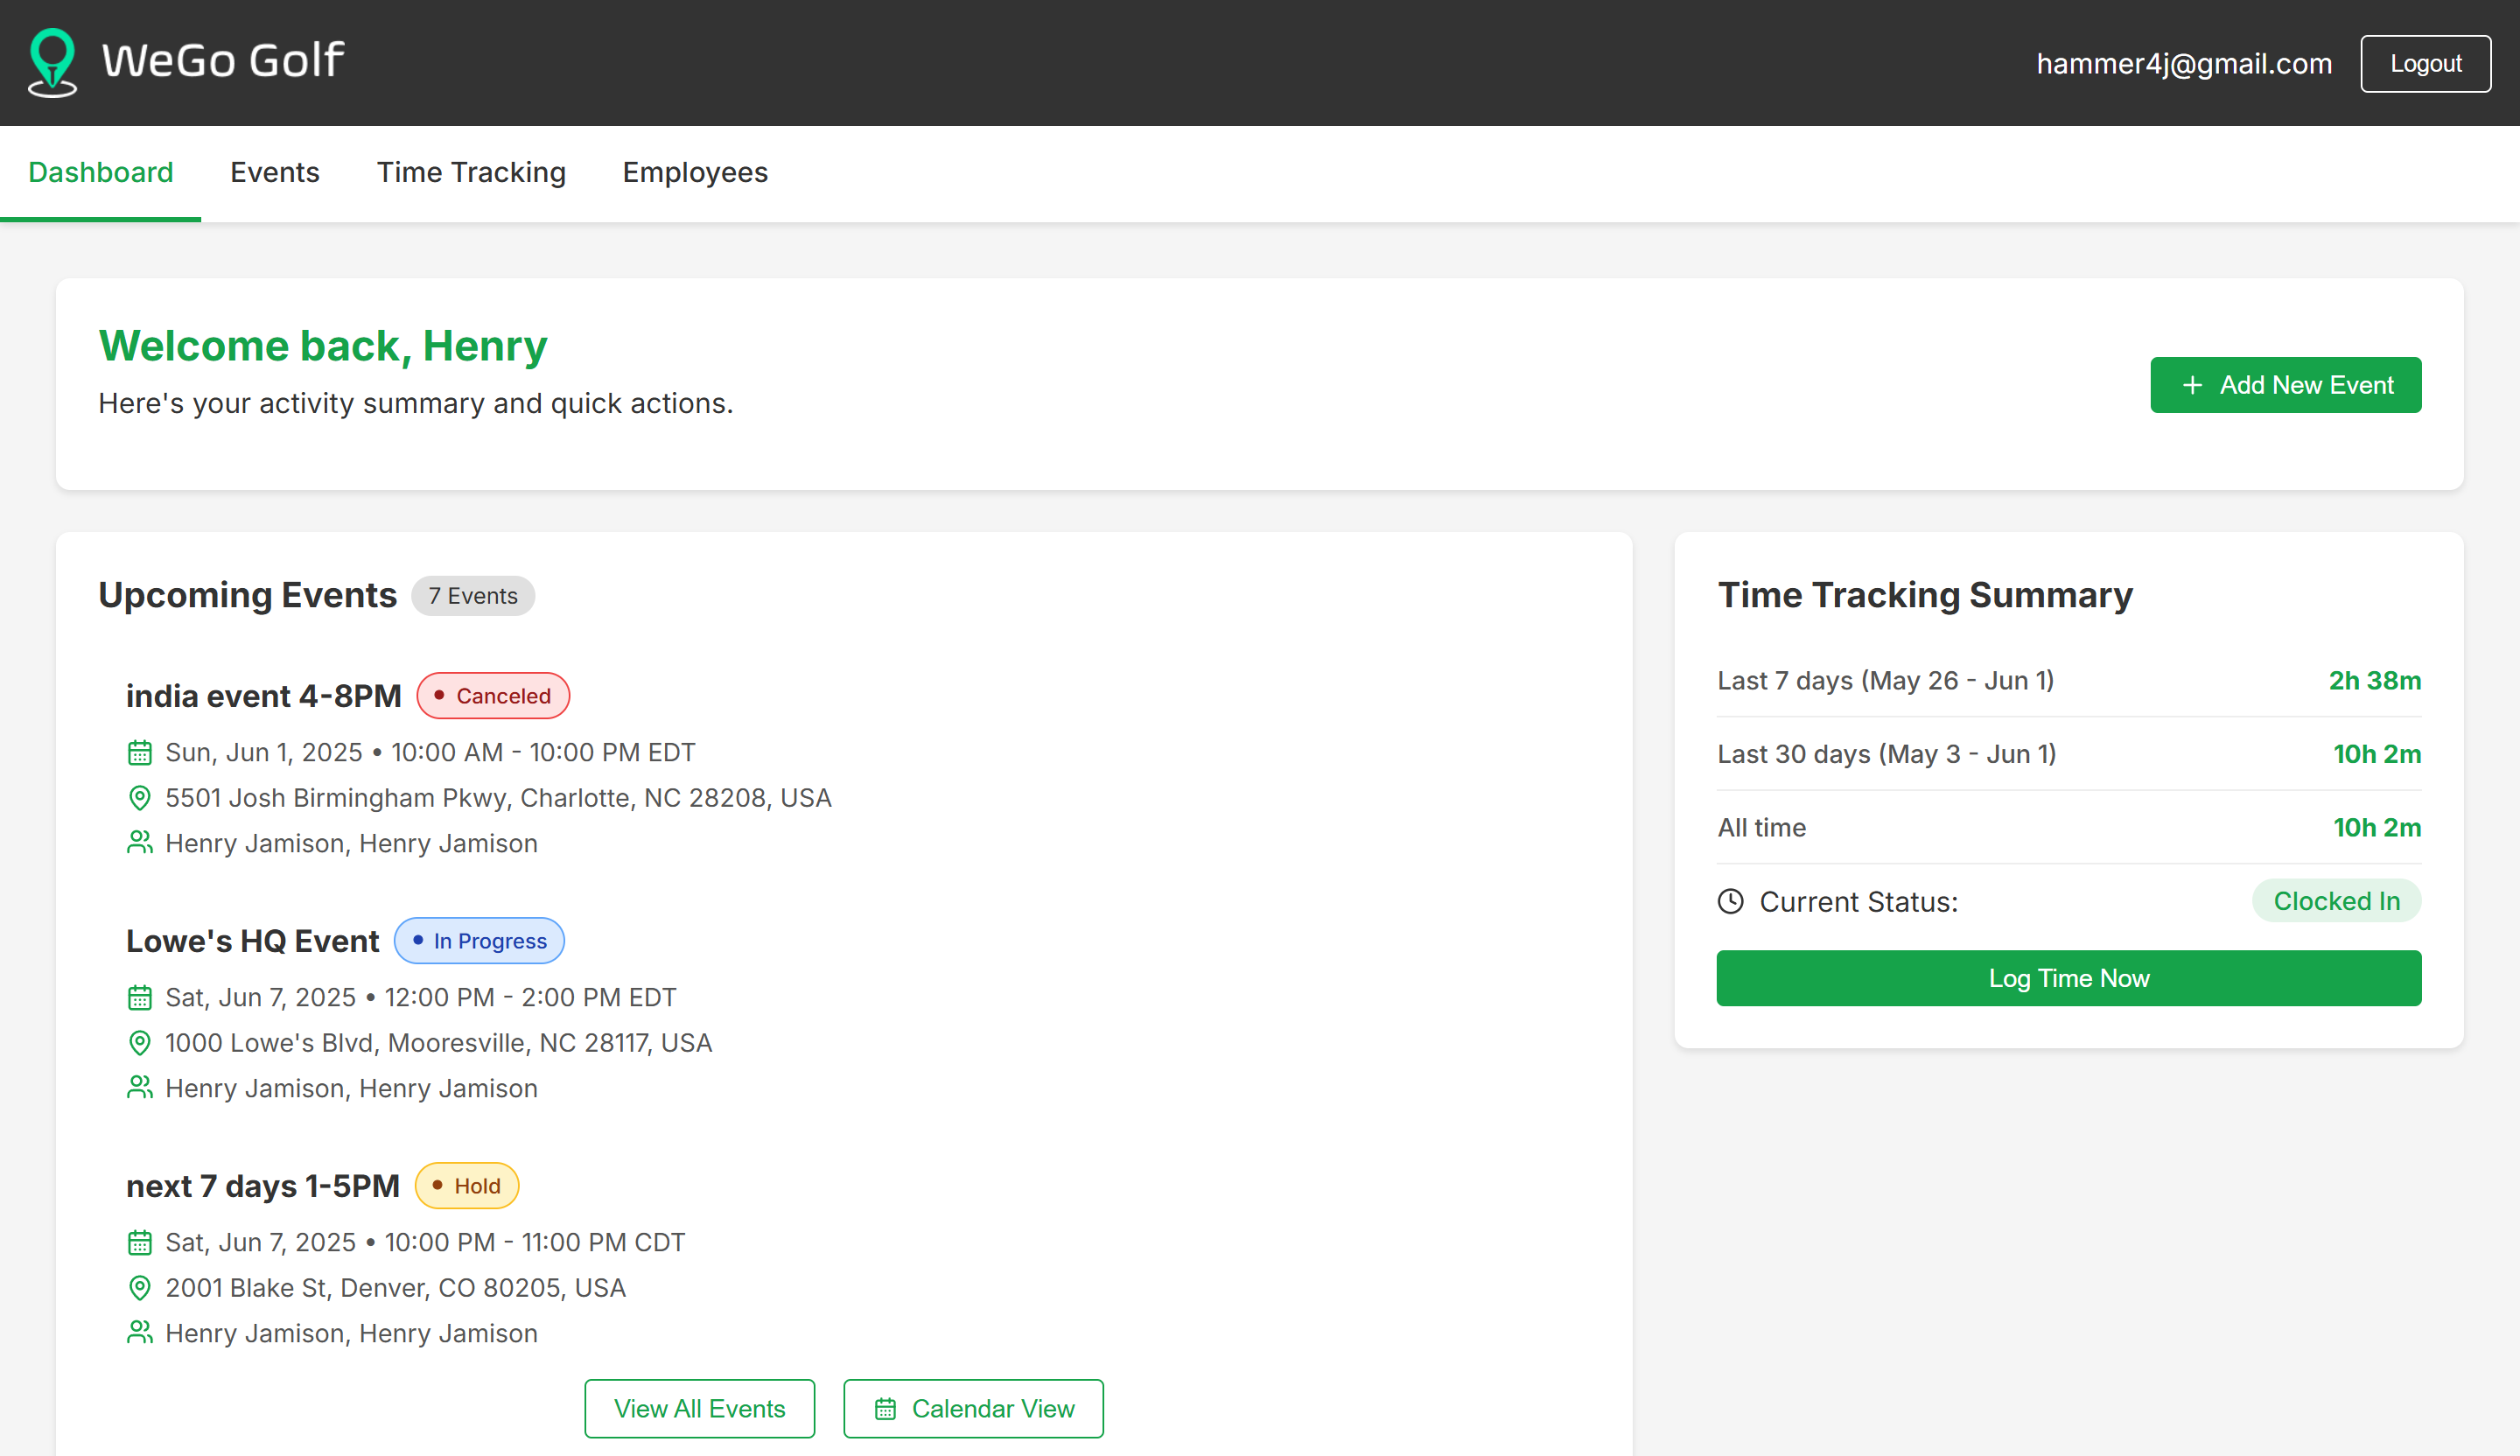 WeGo Golf
hammer4j@gmail.com
Logout
Dashboard
Events
Time Tracking
Employees
Welcome back, Henry
Here's your activity summary and quick actions.
+ Add New Event
Upcoming Events
7 Events
india event 4-8PM
Canceled
Sun, Jun 1, 2025 • 10:00 AM - 10:00 PM EDT
5501 Josh Birmingham Pkwy, Charlotte, NC 28208, USA
Henry Jamison, Henry Jamison
Lowe's HQ Event
In Progress
Sat, Jun 7, 2025 • 12:00 PM - 2:00 PM EDT
1000 Lowe's Blvd, Mooresville, NC 28117, USA
Henry Jamison, Henry Jamison
next 7 days 1-5PM
Hold
Sat, Jun 7, 2025 • 10:00 PM - 11:00 PM CDT
2001 Blake St, Denver, CO 80205, USA
Henry Jamison, Henry Jamison
View All Events
Calendar View
Time Tracking Summary
Last 7 days (May 26 - Jun 1)
2h 38m
Last 30 days (May 3 - Jun 1)
10h 2m
All time
10h 2m
Current Status:
Clocked In
Log Time Now